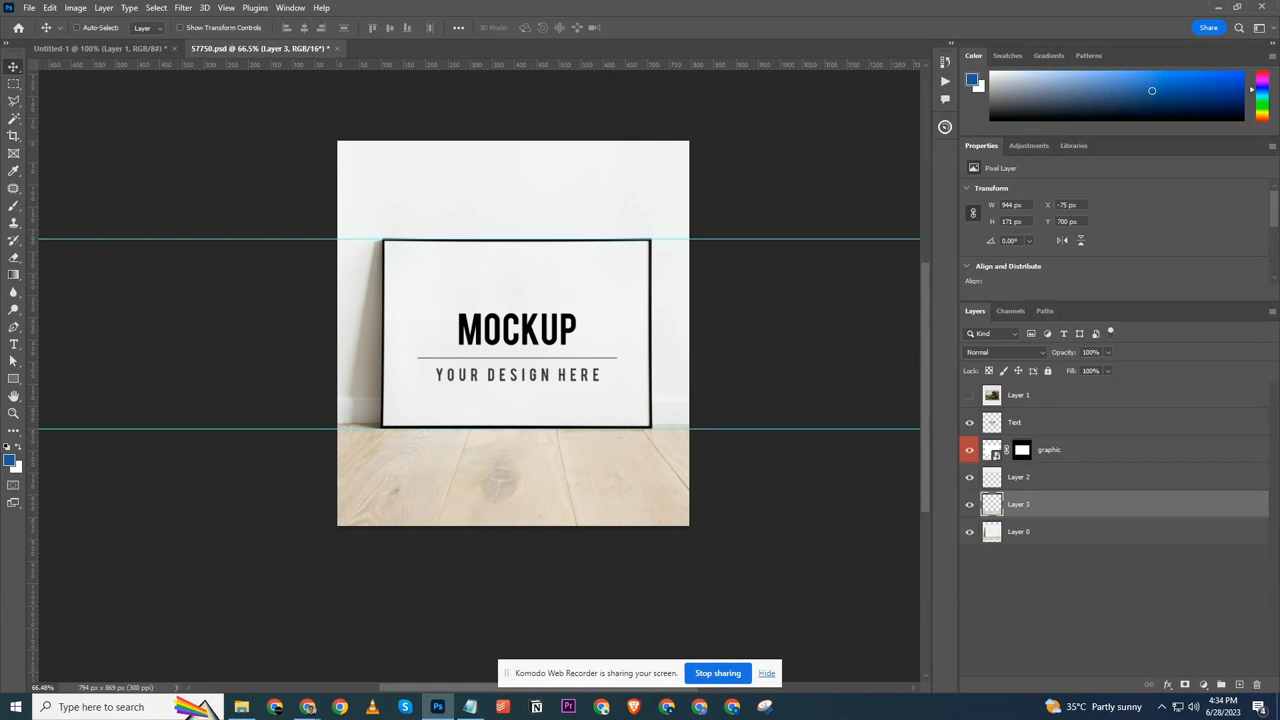 File Edit Image Layer Type Select Filter 3D View Plugins Window Help
Auto-Select: Layer Show Transform Controls 3D Mode: Share
Untitled-1 @ 100% (Layer 1, RGB/8#) * × 57750.psd @ 66.5% (Layer 3, RGB/16*) * ×
Color Swatches Gradients Patterns
Properties Adjustments Libraries
Pixel Layer
Transform
W 944 px X -75 px
H 171 px Y 700 px
0.00°
Align and Distribute
Align:
Layers Channels Paths
Kind
Normal Opacity: 100%
Lock: Fill: 100%
Layer 1
Text
graphic
Layer 2
Layer 3
Layer 0
MOCKUP
YOUR DESIGN HERE
Komodo Web Recorder is sharing your screen. Stop sharing Hide
66.48% 794 px x 869 px (300 ppi)
Type here to search
35°C Partly sunny
4:34 PM
6/28/2023